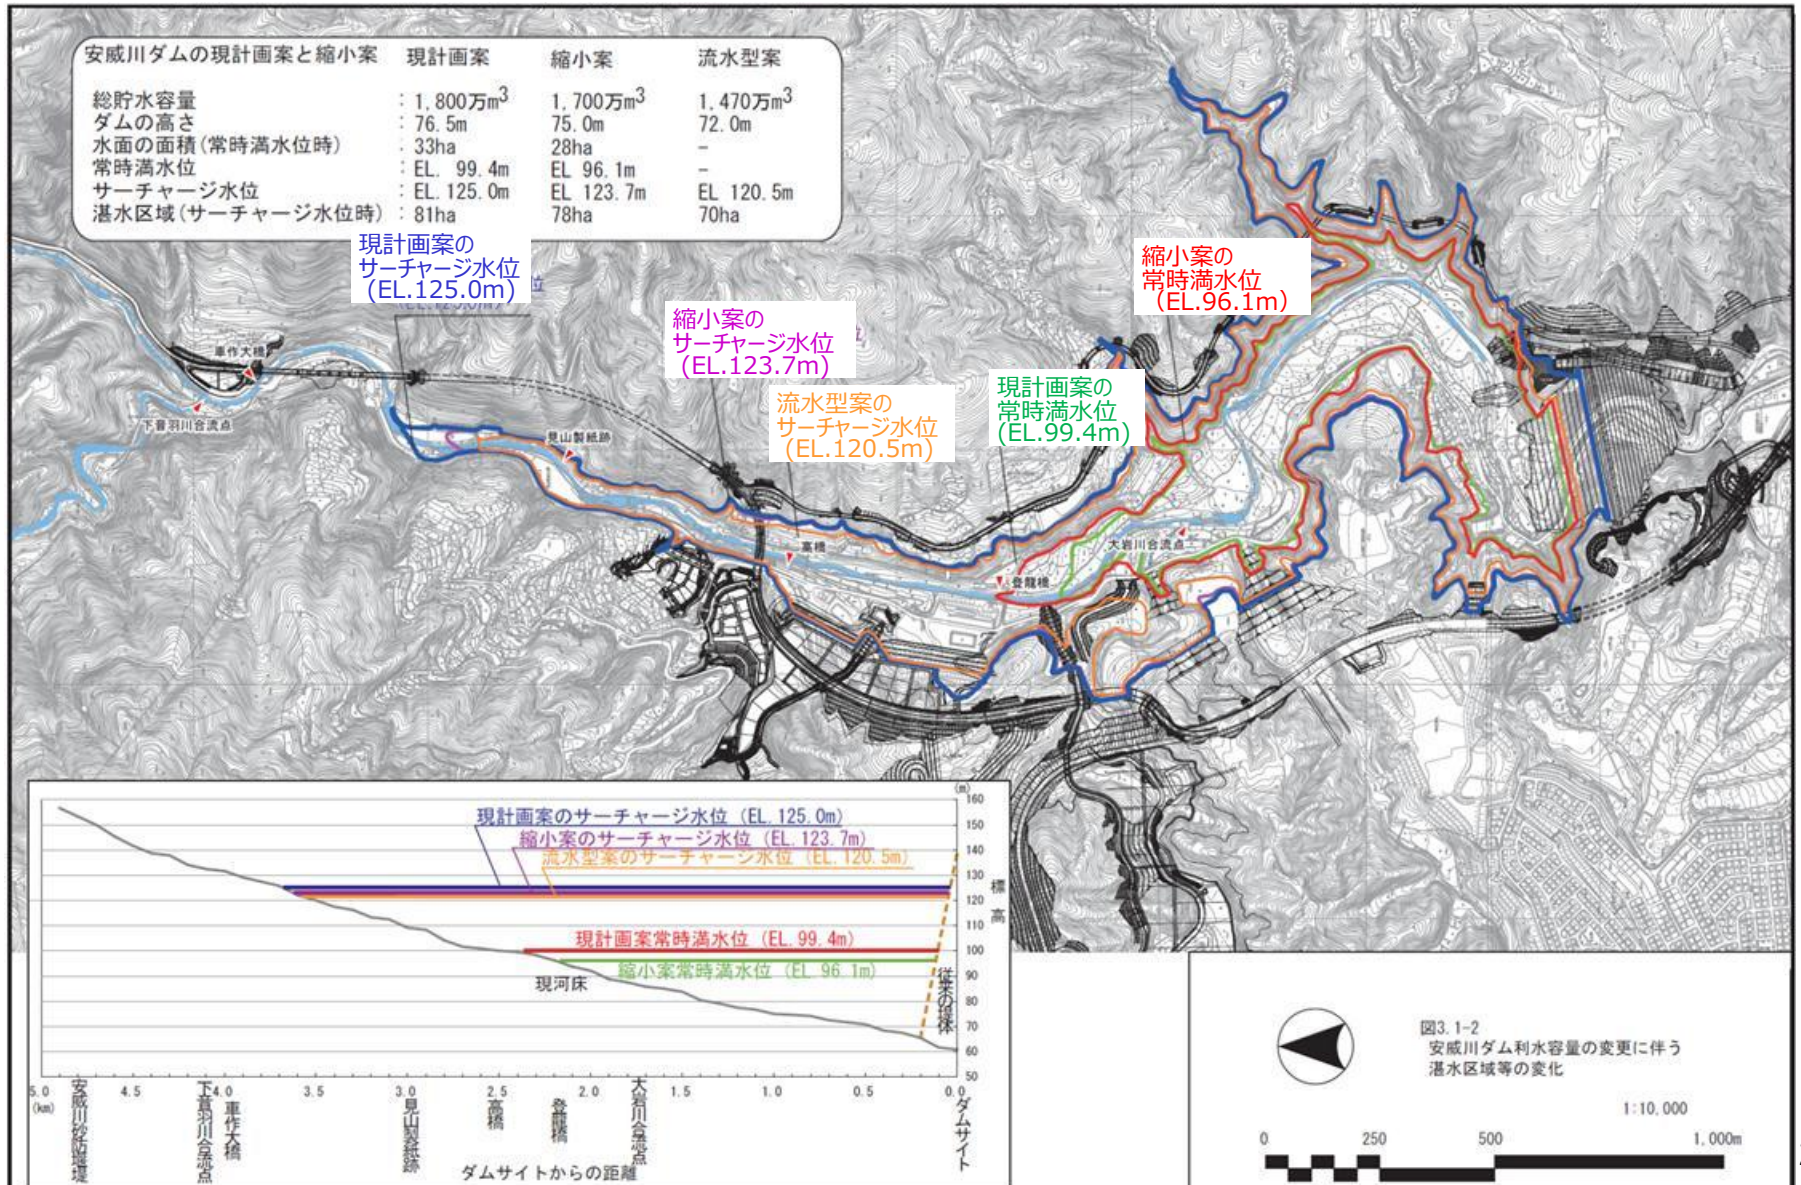 安威川ダムの現計画案と縮小案 現計画案 縮小案 流水型案
総貯水容量 : 1,800万m³ 1,700万m³ 1,470万m³
ダムの高さ : 76.5m 75.0m 72.0m
水面の面積(常時満水位時) : 33ha 28ha -
常時満水位 : EL. 99.4m EL 96.1m -
サーチャージ水位 : EL.125.0m EL 123.7m EL 120.5m
湛水区域(サーチャージ水位時) : 81ha 78ha 70ha
現計画案の
サーチャージ水位
(EL.125.0m)
位
縮小案の
サーチャージ水位
(EL.123.7m)
流水型案の
サーチャージ水位
(EL.120.5m)
現計画案の
常時満水位
(EL.99.4m)
縮小案の
常時満水位
(EL.96.1m)
車作大橋
下音羽川合流点
見山製紙跡
高橋
登龍橋
大岩川合流点
現計画案のサーチャージ水位 (EL.125.0m)
縮小案のサーチャージ水位 (EL.123.7m)
流水型案のサーチャージ水位 (EL.120.5m)
現計画案常時満水位 (EL.99.4m)
縮小案常時満水位 (EL 96.1m)
現河床
従来の堤体
(m)
160
150
140
130
120
110
100
90
80
70
60
50
標高
5.0 4.5 4.0 3.5 3.0 2.5 2.0 1.5 1.0 0.5 0.0
(km)
安威川砂防堰堤
下音羽川合流点
車作大橋
見山製紙跡
高橋
登龍橋
大岩川合流点
ダムサイト
ダムサイトからの距離
図3.1-2
安威川ダム利水容量の変更に伴う
湛水区域等の変化
1:10,000
0 250 500 1,000m